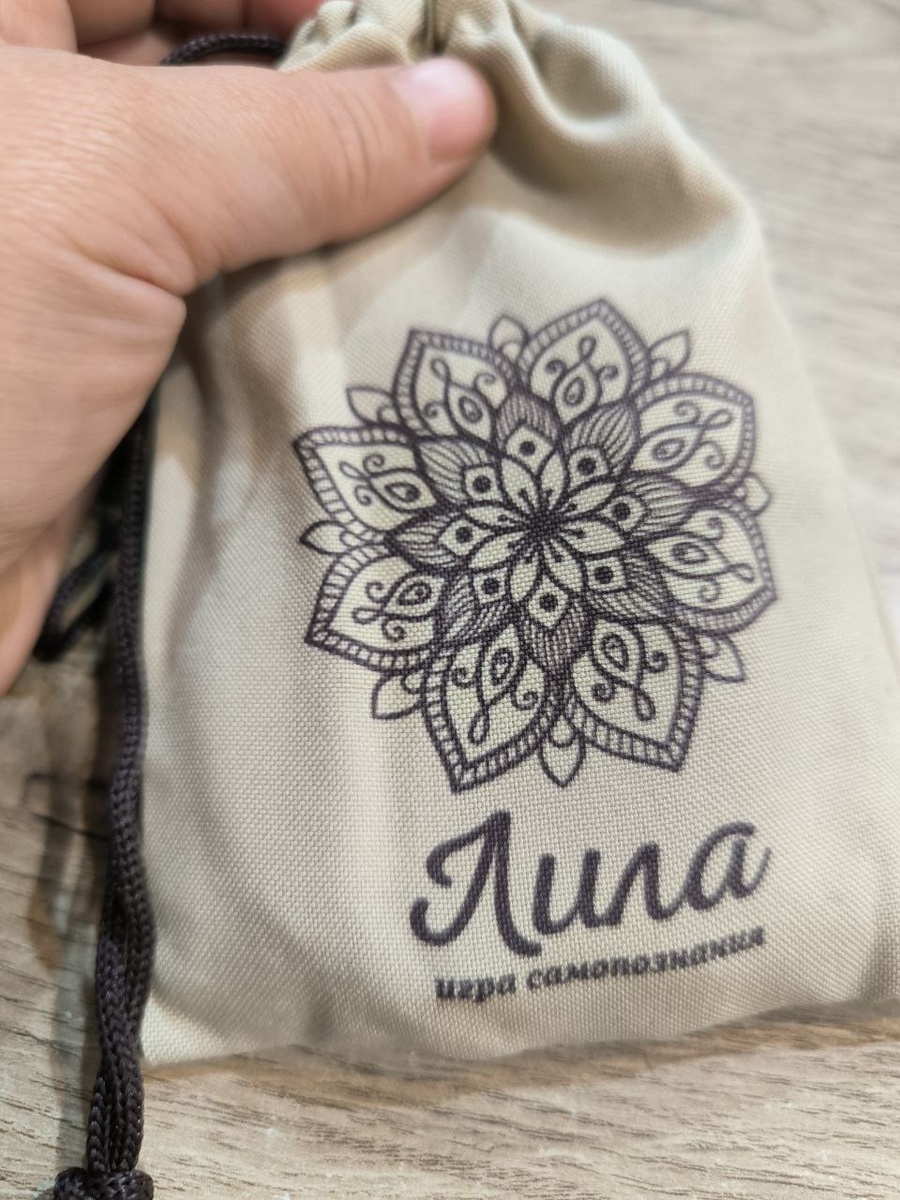 Лила
игра самопознания